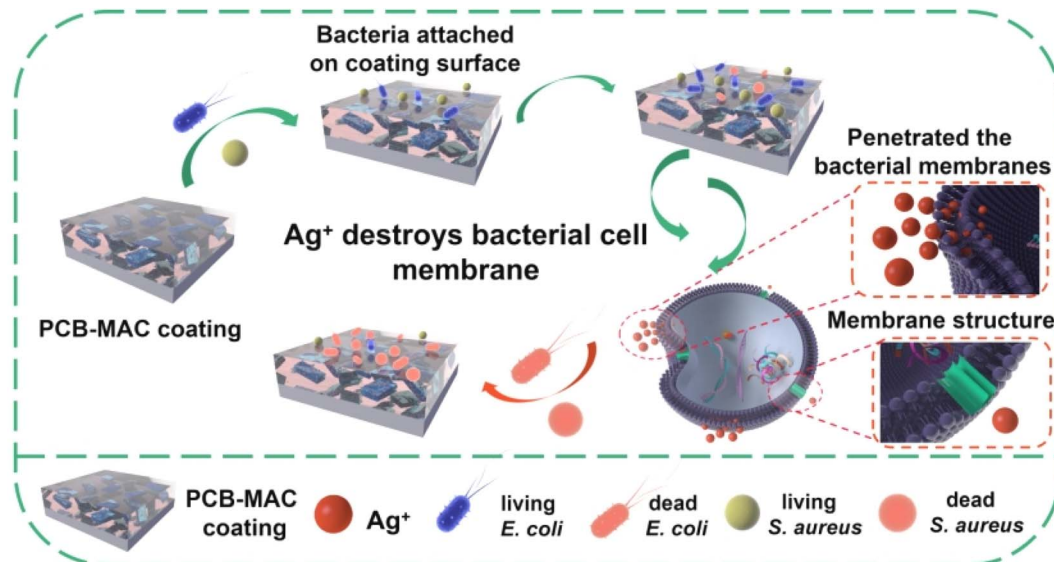 Bacteria attached
on coating surface
Penetrated the
bacterial membranes
Ag⁺ destroys bacterial cell
membrane
PCB-MAC coating
Membrane structure
PCB-MAC
coating
Ag⁺
living
E. coli
dead
E. coli
living
S. aureus
dead
S. aureus